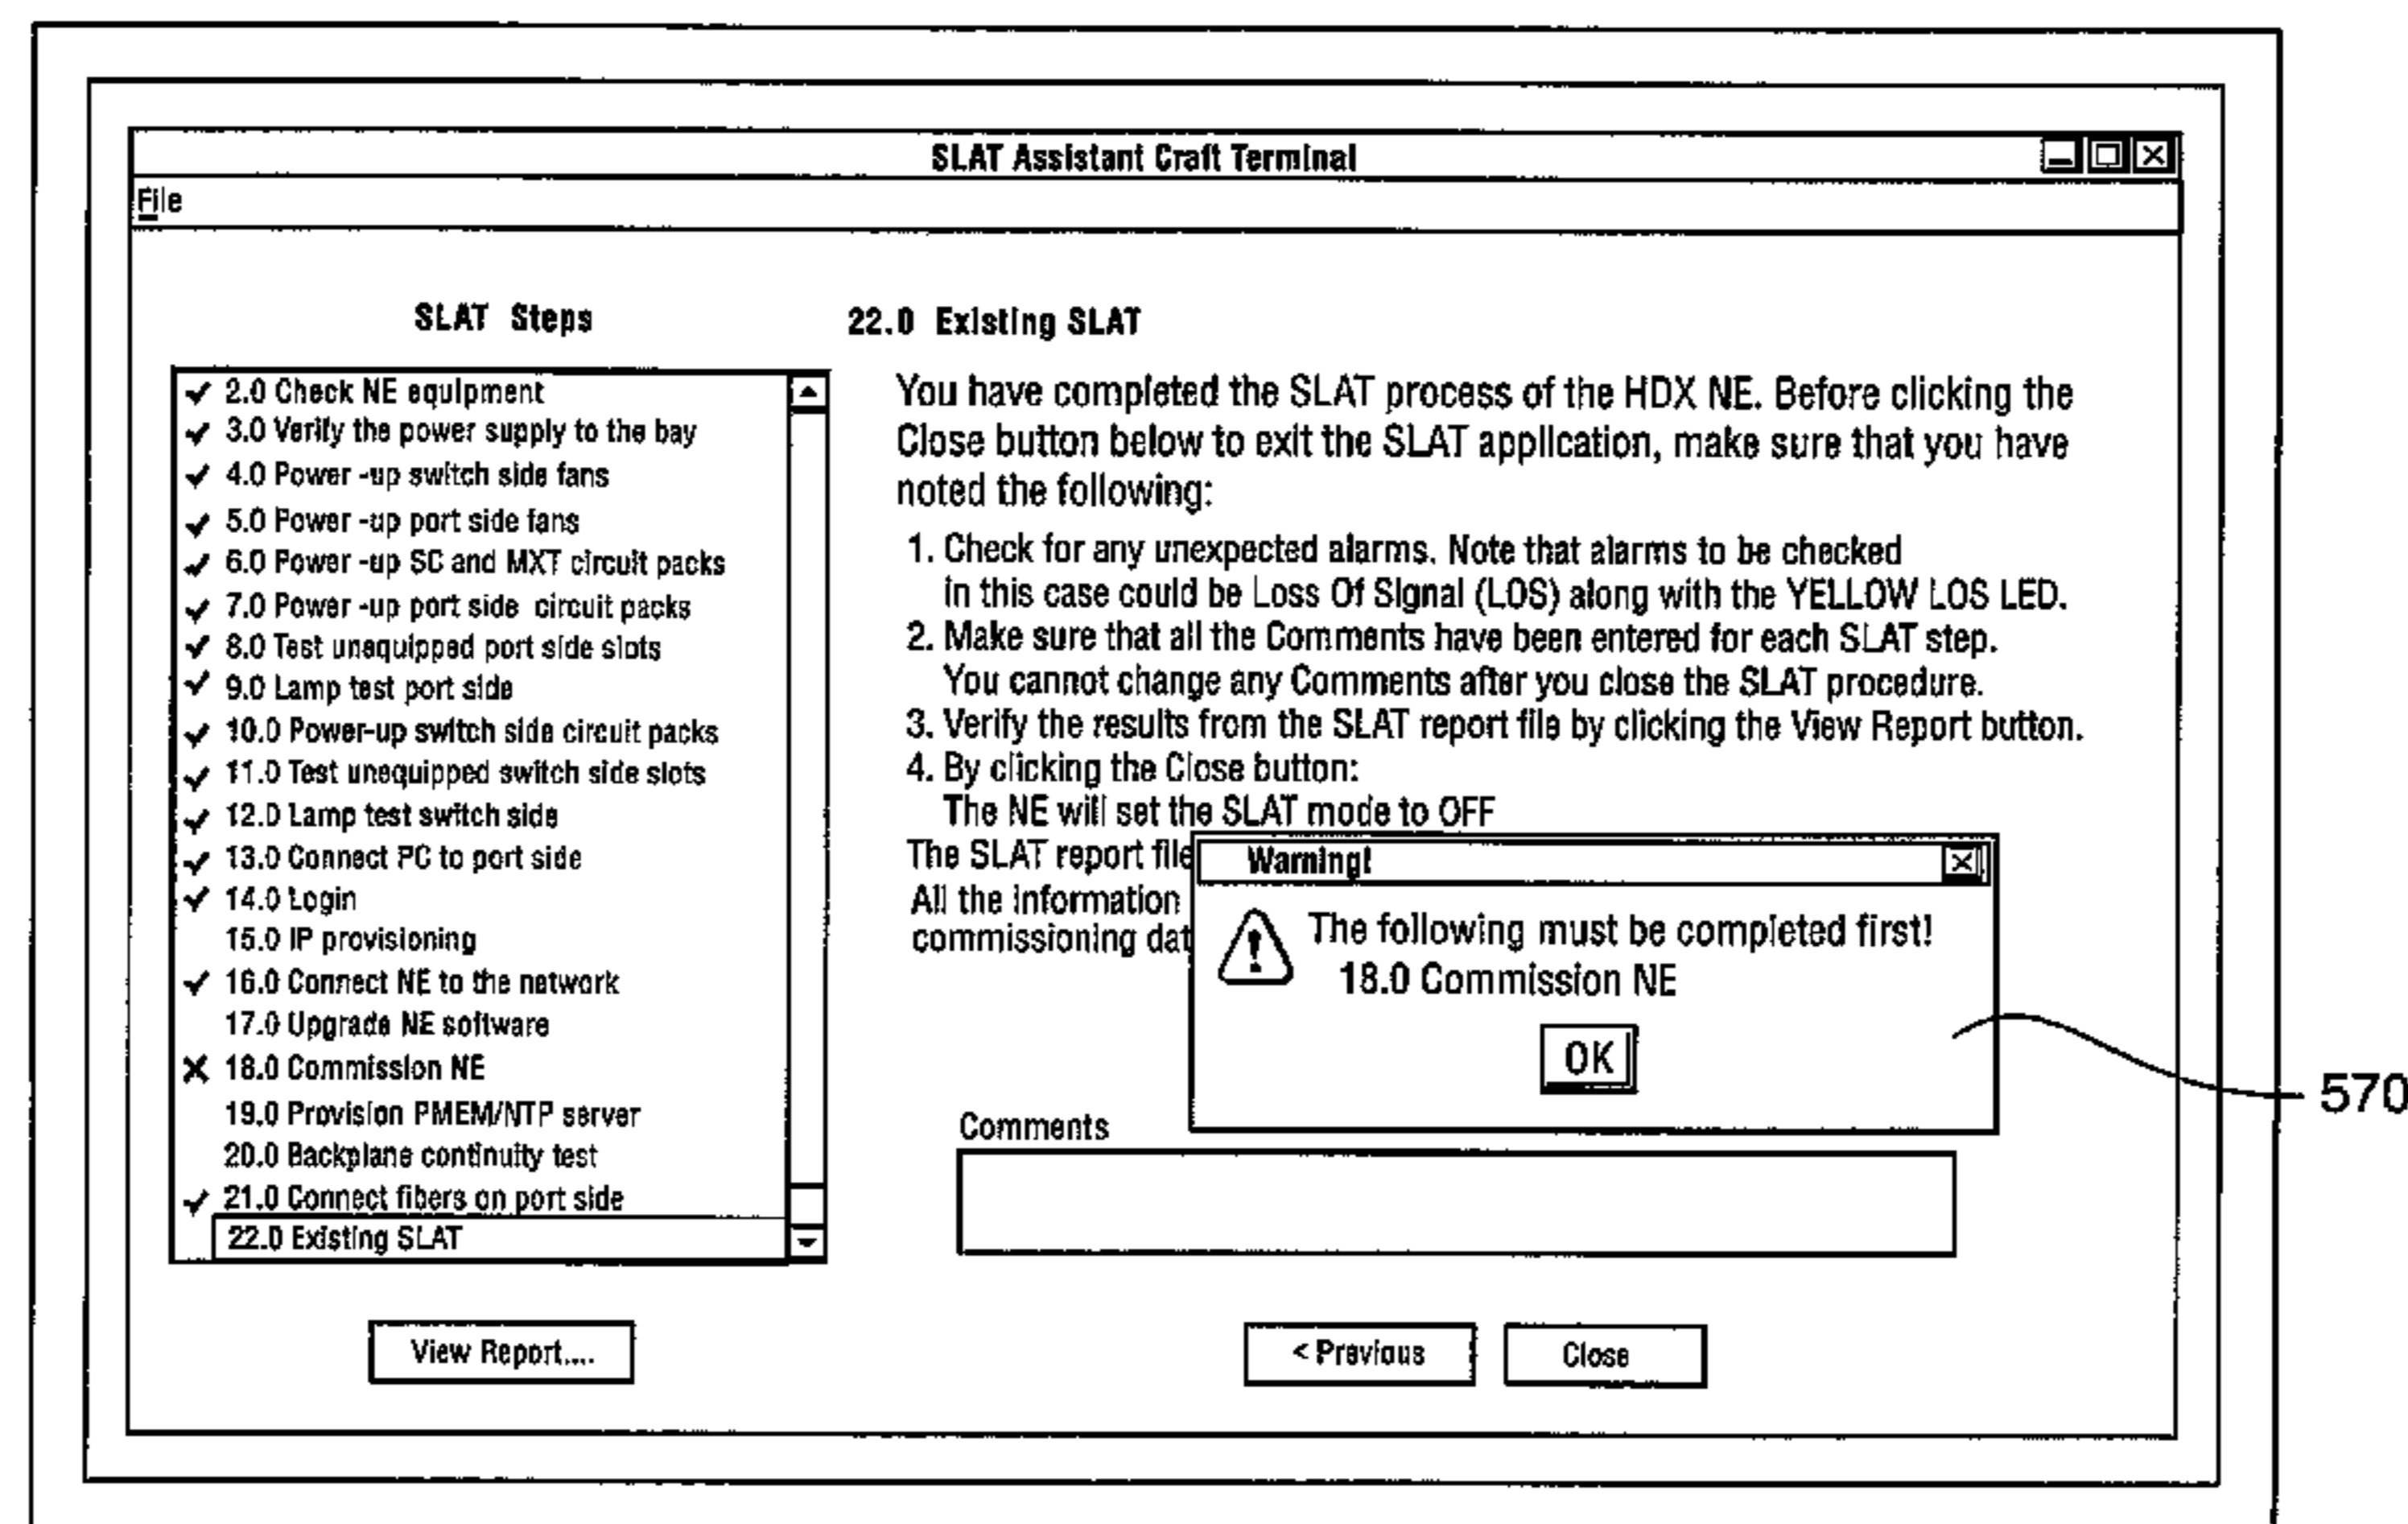 SLAT Assistant Craft Terminal
File
SLAT Steps
✓ 2.0 Check NE equipment
✓ 3.0 Verify the power supply to the bay
✓ 4.0 Power -up switch side fans
✓ 5.0 Power -up port side fans
✓ 6.0 Power -up SC and MXT circuit packs
✓ 7.0 Power -up port side circuit packs
✓ 8.0 Test unequipped port side slots
✓ 9.0 Lamp test port side
✓ 10.0 Power-up switch side circuit packs
✓ 11.0 Test unequipped switch side slots
✓ 12.0 Lamp test switch side
✓ 13.0 Connect PC to port side
✓ 14.0 Login
15.0 IP provisioning
✓ 16.0 Connect NE to the network
17.0 Upgrade NE software
✗ 18.0 Commission NE
19.0 Provision PMEM/NTP server
20.0 Backplane continuity test
✓ 21.0 Connect fibers on port side
22.0 Existing SLAT
View Report....
22.0 Existing SLAT
You have completed the SLAT process of the HDX NE. Before clicking the
Close button below to exit the SLAT application, make sure that you have
noted the following:
1. Check for any unexpected alarms. Note that alarms to be checked
in this case could be Loss Of Signal (LOS) along with the YELLOW LOS LED.
2. Make sure that all the Comments have been entered for each SLAT step.
You cannot change any Comments after you close the SLAT procedure.
3. Verify the results from the SLAT report file by clicking the View Report button.
4. By clicking the Close button:
The NE will set the SLAT mode to OFF
The SLAT report file
All the information
commissioning dat
Warning!
The following must be completed first!
18.0 Commission NE
OK
570
Comments
< Previous
Close